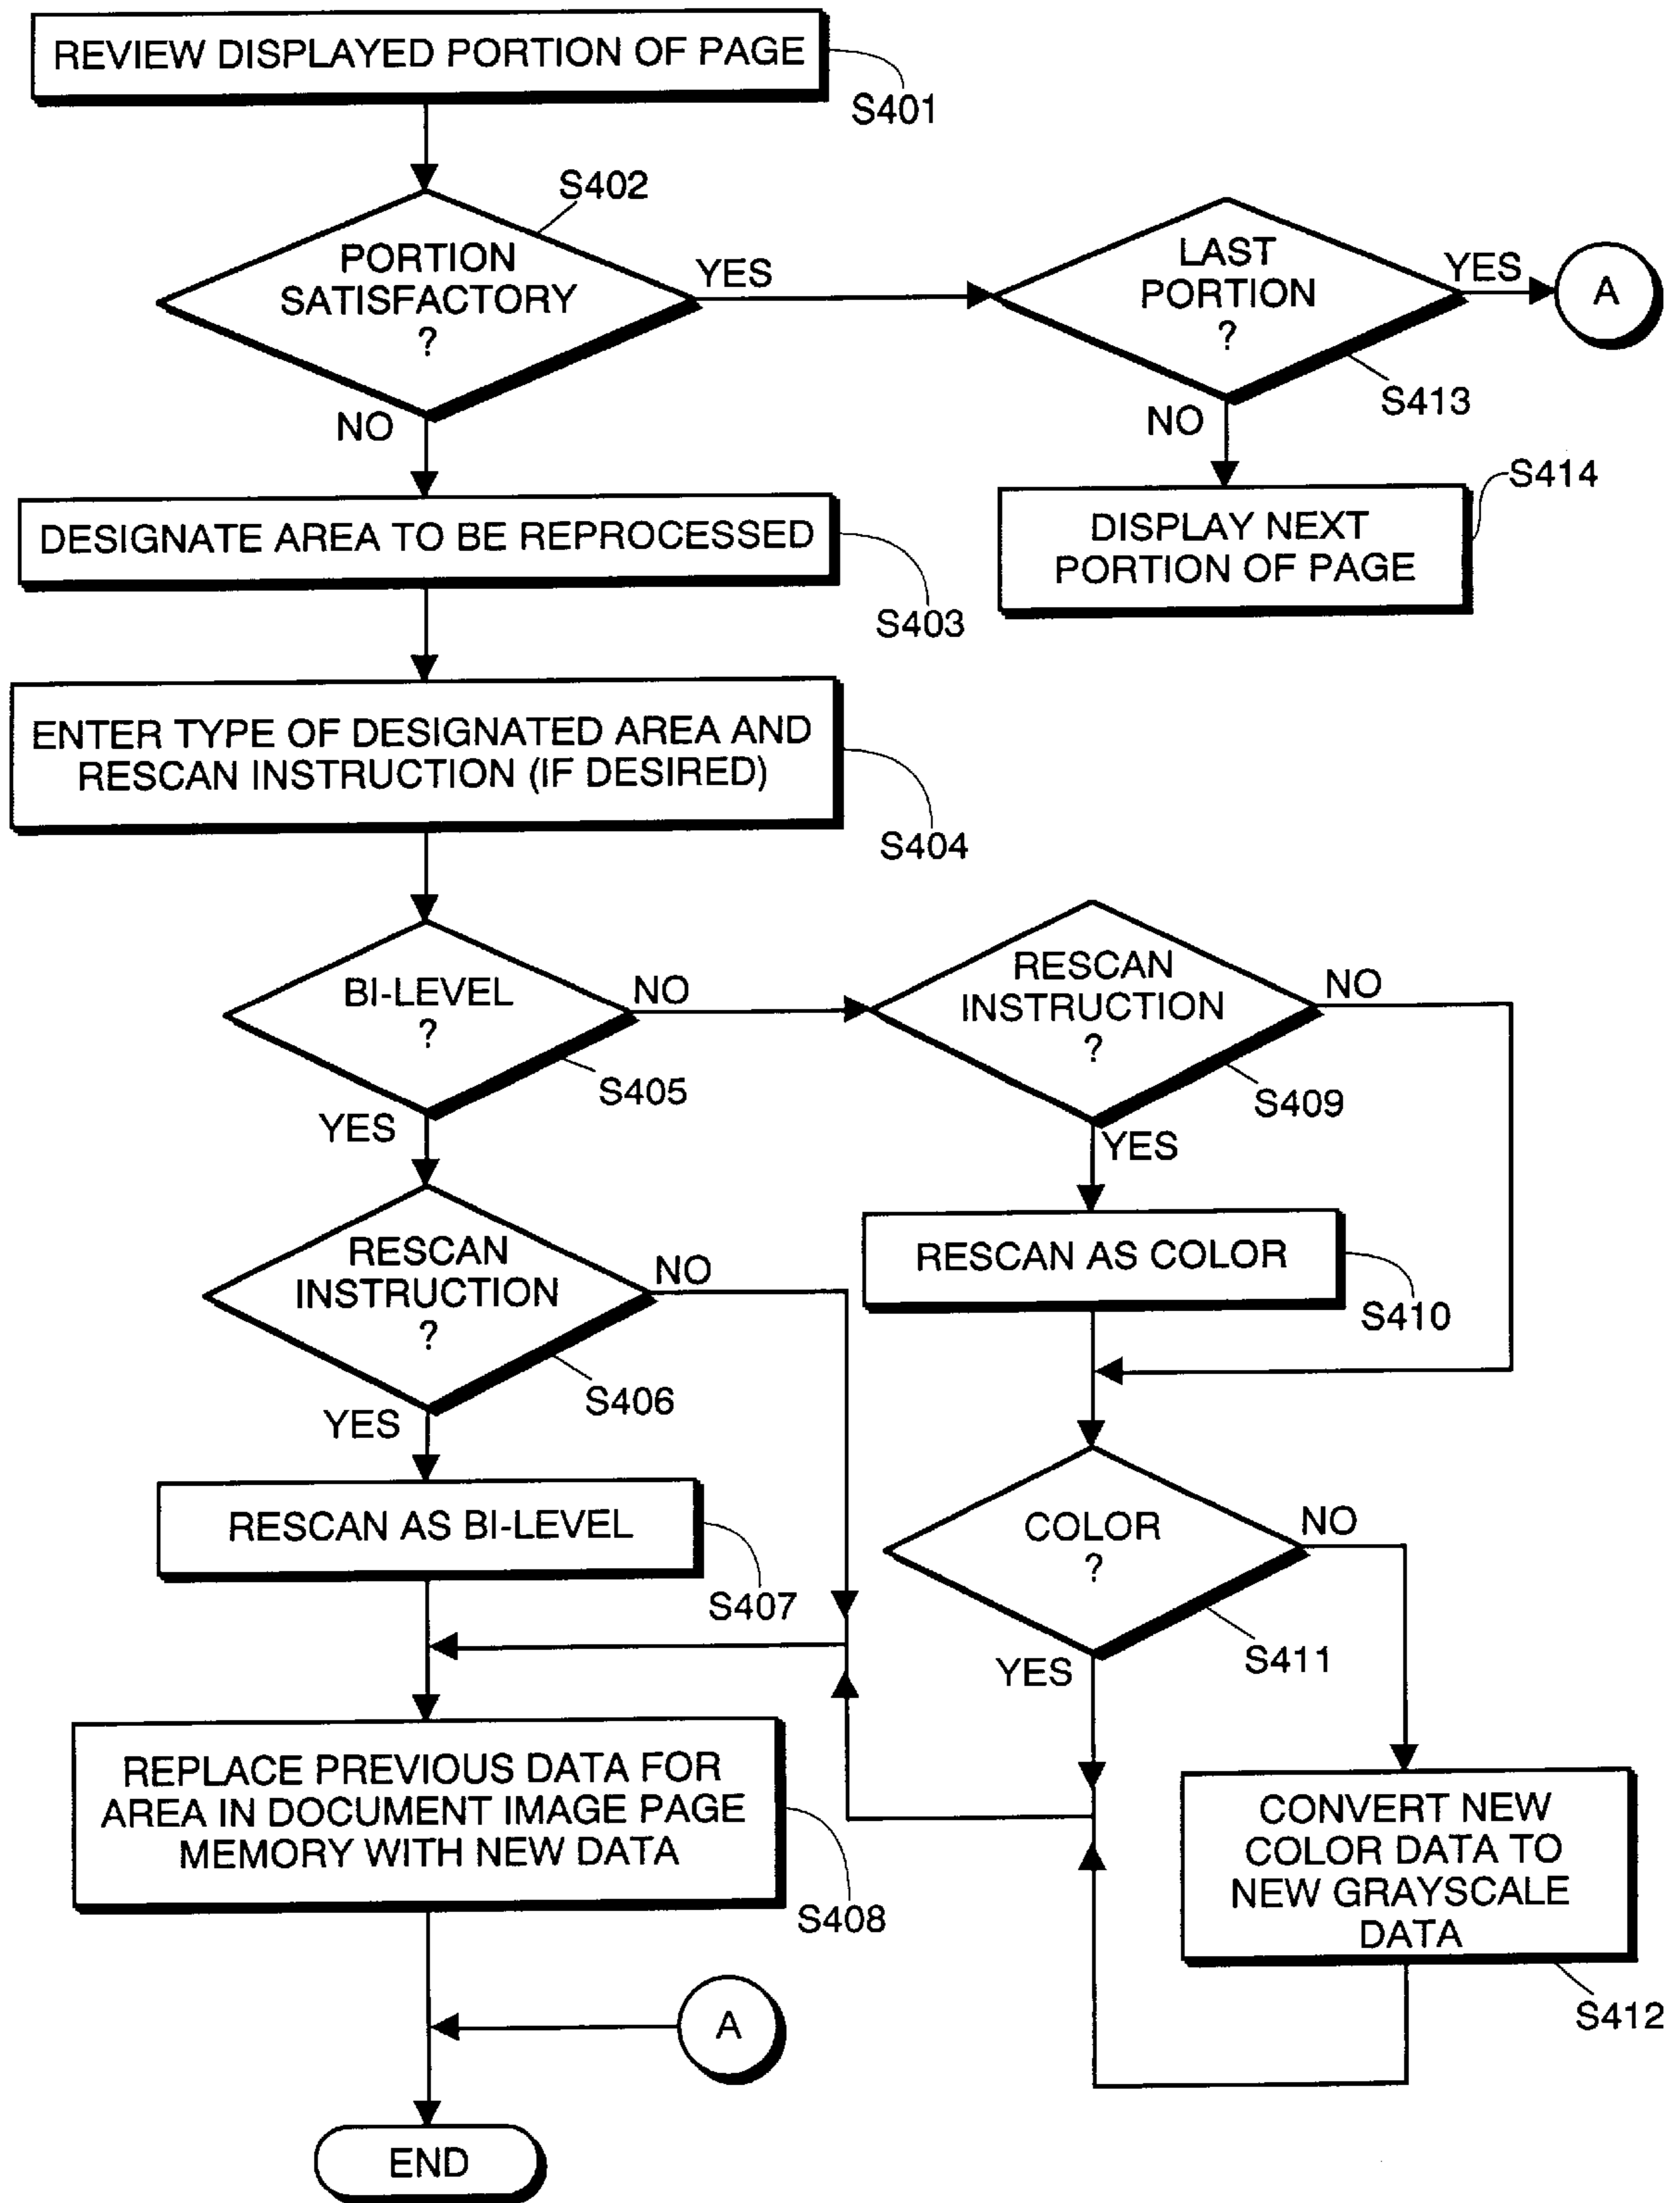 REVIEW DISPLAYED PORTION OF PAGE
S401
S402
PORTION
SATISFACTORY
?
YES
NO
LAST
PORTION
?
YES
A
S413
NO
S414
DISPLAY NEXT
PORTION OF PAGE
DESIGNATE AREA TO BE REPROCESSED
S403
ENTER TYPE OF DESIGNATED AREA AND
RESCAN INSTRUCTION (IF DESIRED)
S404
BI-LEVEL
?
NO
S405
YES
RESCAN
INSTRUCTION
?
NO
S409
YES
RESCAN
INSTRUCTION
?
NO
S406
YES
RESCAN AS COLOR
S410
RESCAN AS BI-LEVEL
S407
COLOR
?
NO
S411
YES
REPLACE PREVIOUS DATA FOR
AREA IN DOCUMENT IMAGE PAGE
MEMORY WITH NEW DATA
S408
CONVERT NEW
COLOR DATA TO
NEW GRAYSCALE
DATA
S412
A
END